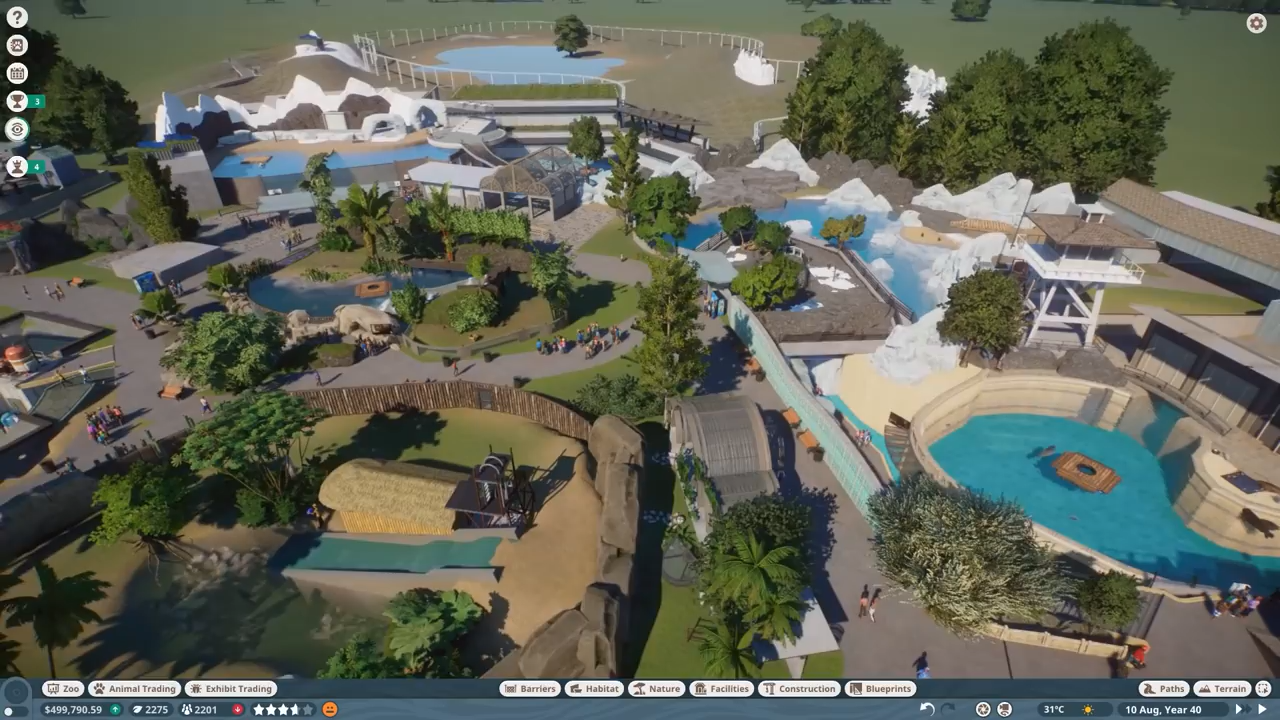 ?
3
4
Zoo
Animal Trading
Exhibit Trading
Barriers
Habitat
Nature
Facilities
Construction
Blueprints
Paths
Terrain
$499,790.59
2275
2201
31°C
10 Aug, Year 40